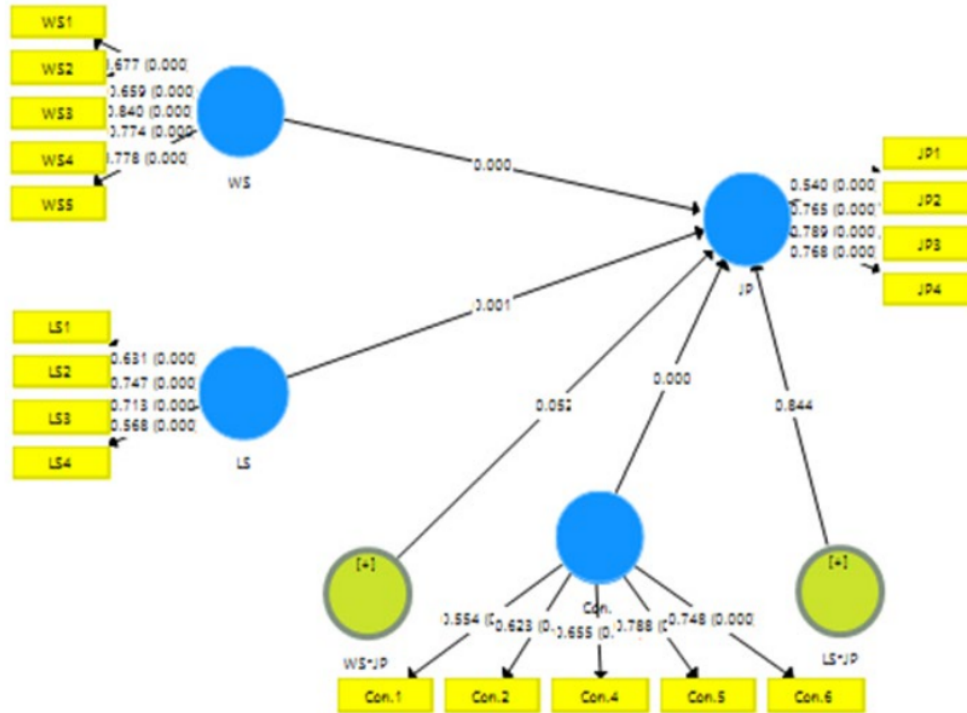 WS1
WS2
WS3
WS4
WS5
.677 (0.000)
0.659 (0.000
0.840 (0.000)
0.774 (0.000
.778 (0.000)
WS
0.000
JP1
JP2
JP3
JP4
0.540 (0.000)
0.765 (0.000)
0.789 (0.000)
0.768 (0.000)
JP
LS1
LS2
LS3
LS4
0.631 (0.000
0.747 (0.000
0.713 (0.000
0.568 (0.000
LS
0.001
0.000
0.844
[+]
WS*JP
Con.
0.554
0.623 (0.
0.655
0.788
0.748 (0.000)
[+]
LS*JP
Con.1
Con.2
Con.4
Con.5
Con.6